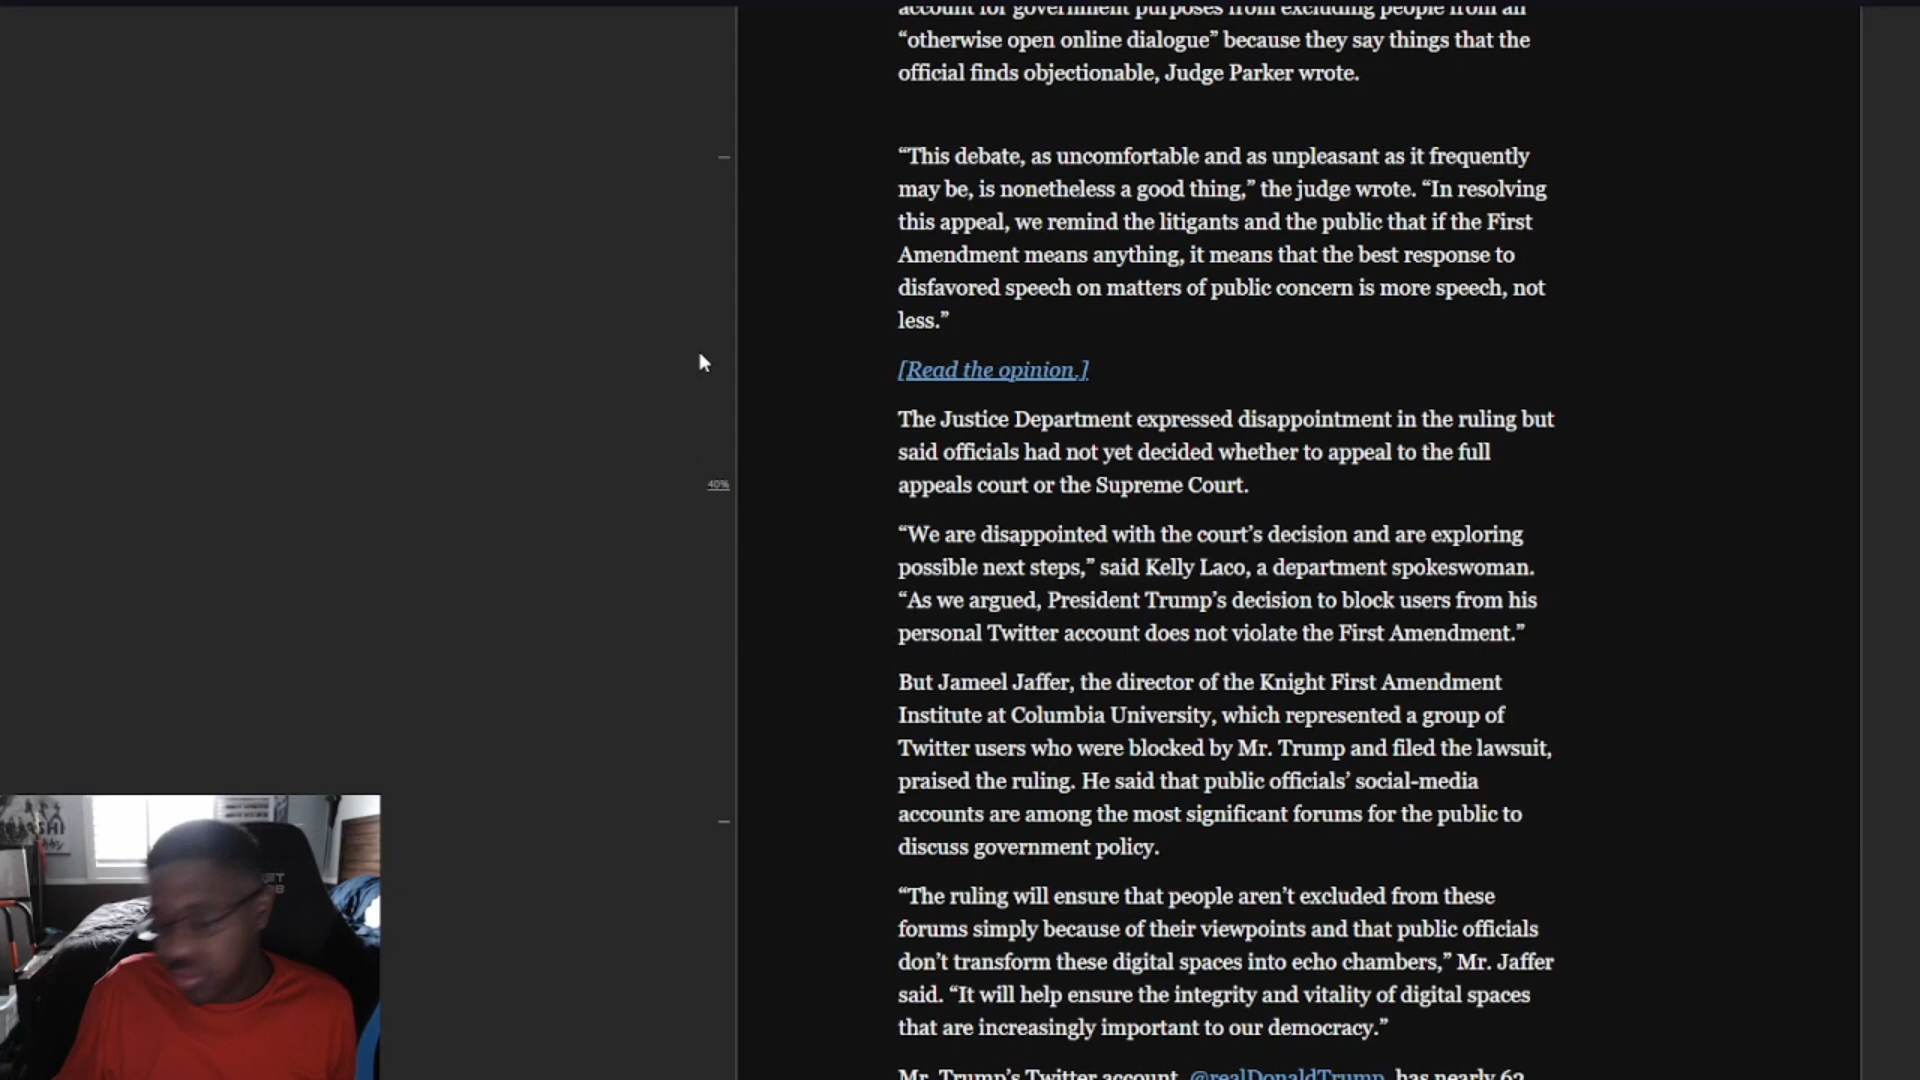 account for government purposes from excluding people from an
“otherwise open online dialogue” because they say things that the
official finds objectionable, Judge Parker wrote.
“This debate, as uncomfortable and as unpleasant as it frequently
may be, is nonetheless a good thing,” the judge wrote. “In resolving
this appeal, we remind the litigants and the public that if the First
Amendment means anything, it means that the best response to
disfavored speech on matters of public concern is more speech, not
less.”
[Read the opinion.]
The Justice Department expressed disappointment in the ruling but
said officials had not yet decided whether to appeal to the full
40%
appeals court or the Supreme Court.
“We are disappointed with the court’s decision and are exploring
possible next steps,” said Kelly Laco, a department spokeswoman.
“As we argued, President Trump’s decision to block users from his
personal Twitter account does not violate the First Amendment.”
But Jameel Jaffer, the director of the Knight First Amendment
Institute at Columbia University, which represented a group of
Twitter users who were blocked by Mr. Trump and filed the lawsuit,
praised the ruling. He said that public officials’ social-media
accounts are among the most significant forums for the public to
discuss government policy.
“The ruling will ensure that people aren’t excluded from these
forums simply because of their viewpoints and that public officials
don’t transform these digital spaces into echo chambers,” Mr. Jaffer
said. “It will help ensure the integrity and vitality of digital spaces
that are increasingly important to our democracy.”
Mr. Trump’s Twitter account, @realDonaldTrump, has nearly 62